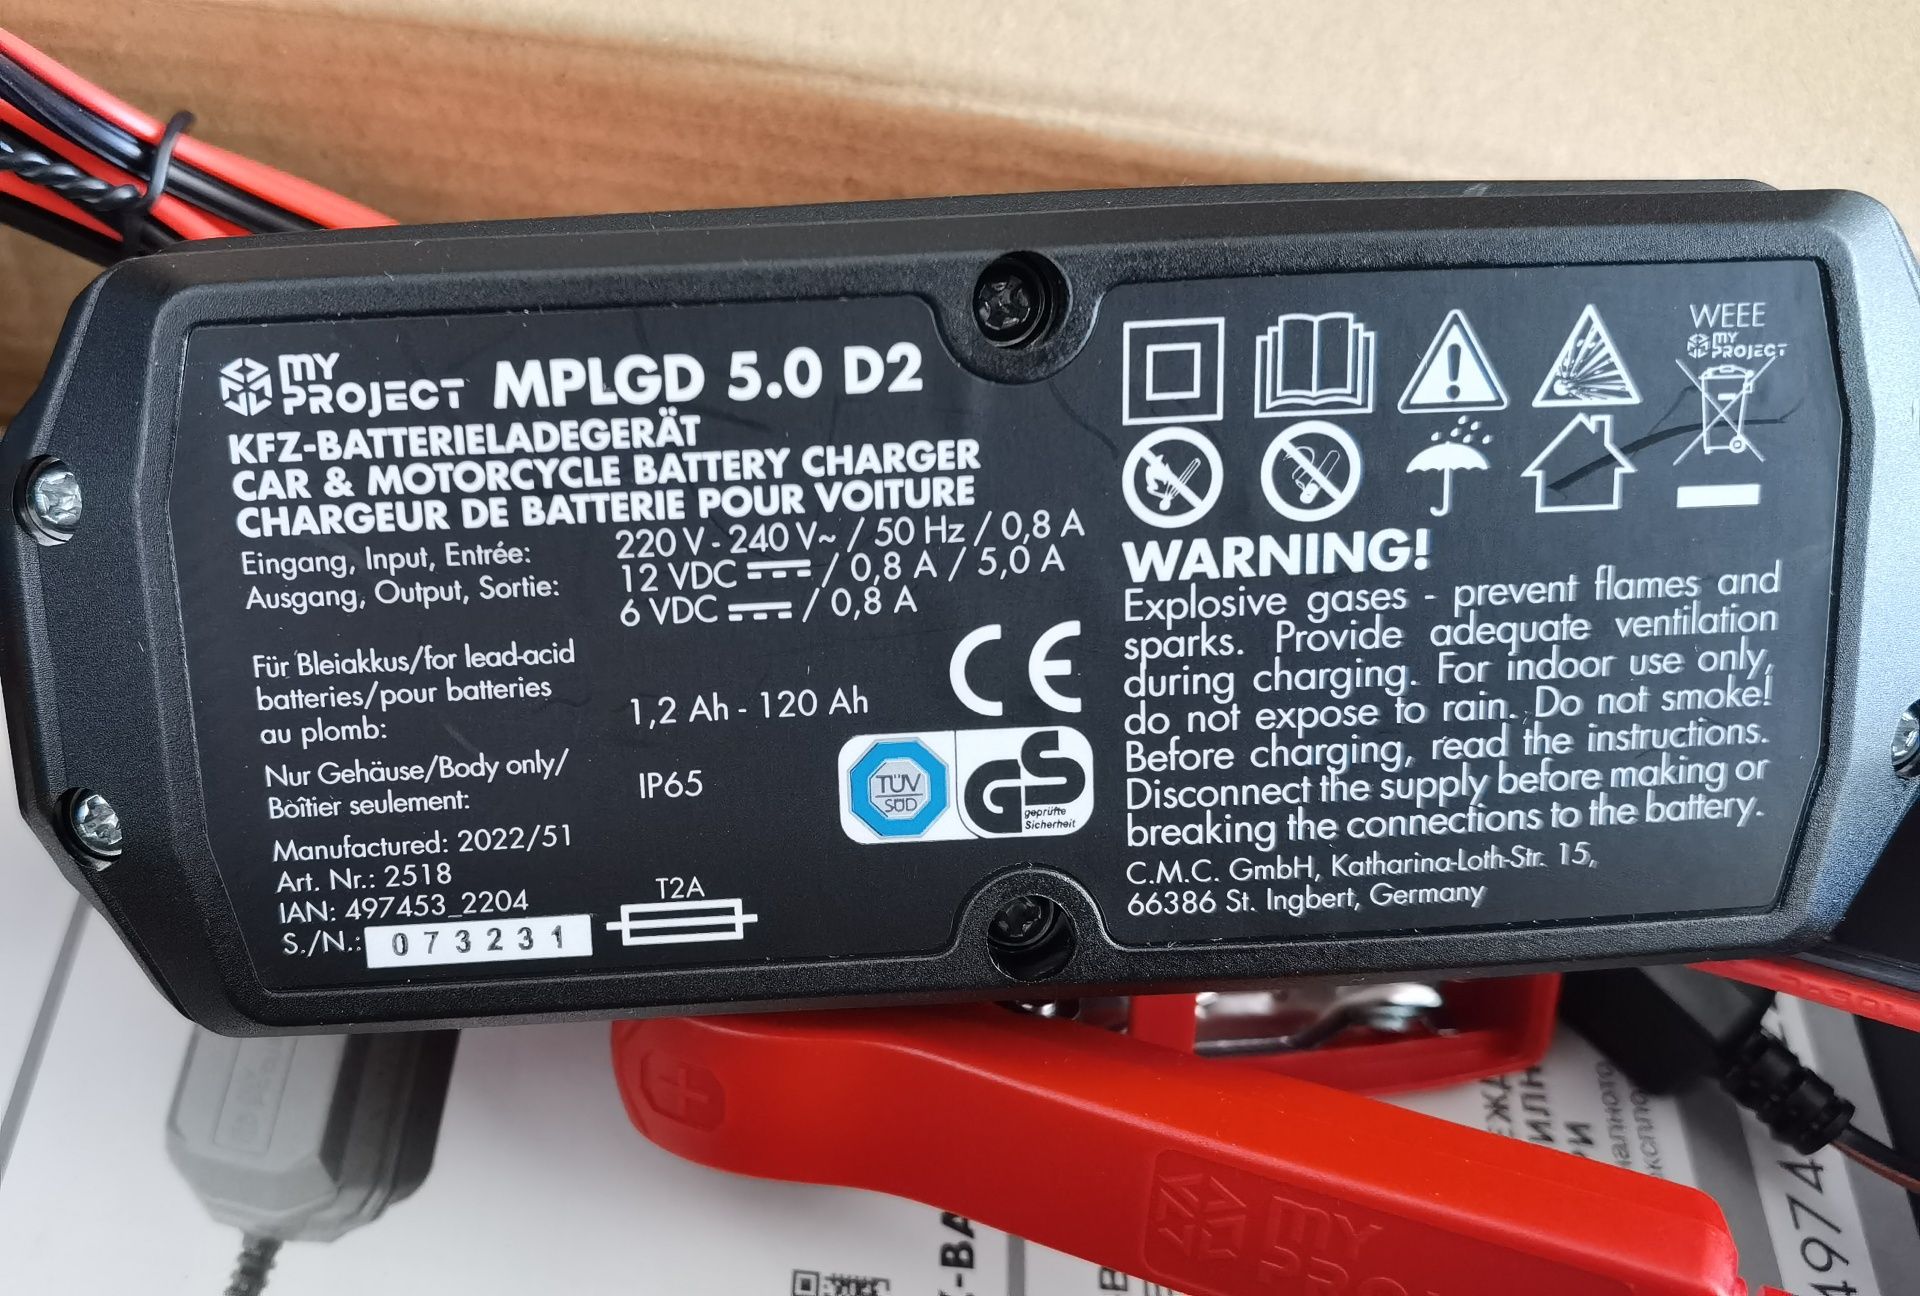 MY PROJECT MPLGD 5.0 D2
KFZ-BATTERIELADEGERÄT
CAR & MOTORCYCLE BATTERY CHARGER
CHARGEUR DE BATTERIE POUR VOITURE
Eingang, Input, Entrée: 220 V - 240 V~ / 50 Hz / 0,8 A
Ausgang, Output, Sortie: 12 VDC ⎓ / 0,8 A / 5,0 A
6 VDC ⎓ / 0,8 A
Für Bleiakkus/for lead-acid
batteries/pour batteries
au plomb: 1,2 Ah - 120 Ah
Nur Gehäuse/Body only/
Boîtier seulement: IP65
Manufactured: 2022/51
Art. Nr.: 2518
IAN: 497453_2204
S./N.: 073231
T2A
CE
TÜV
SÜD
GS
geprüfte
Sicherheit
WEEE
MY PROJECT
WARNING!
Explosive gases - prevent flames and
sparks. Provide adequate ventilation
during charging. For indoor use only,
do not expose to rain. Do not smoke!
Before charging, read the instructions.
Disconnect the supply before making or
breaking the connections to the battery.
C.M.C. GmbH, Katharina-Loth-Str. 15,
66386 St. Ingbert, Germany
MY